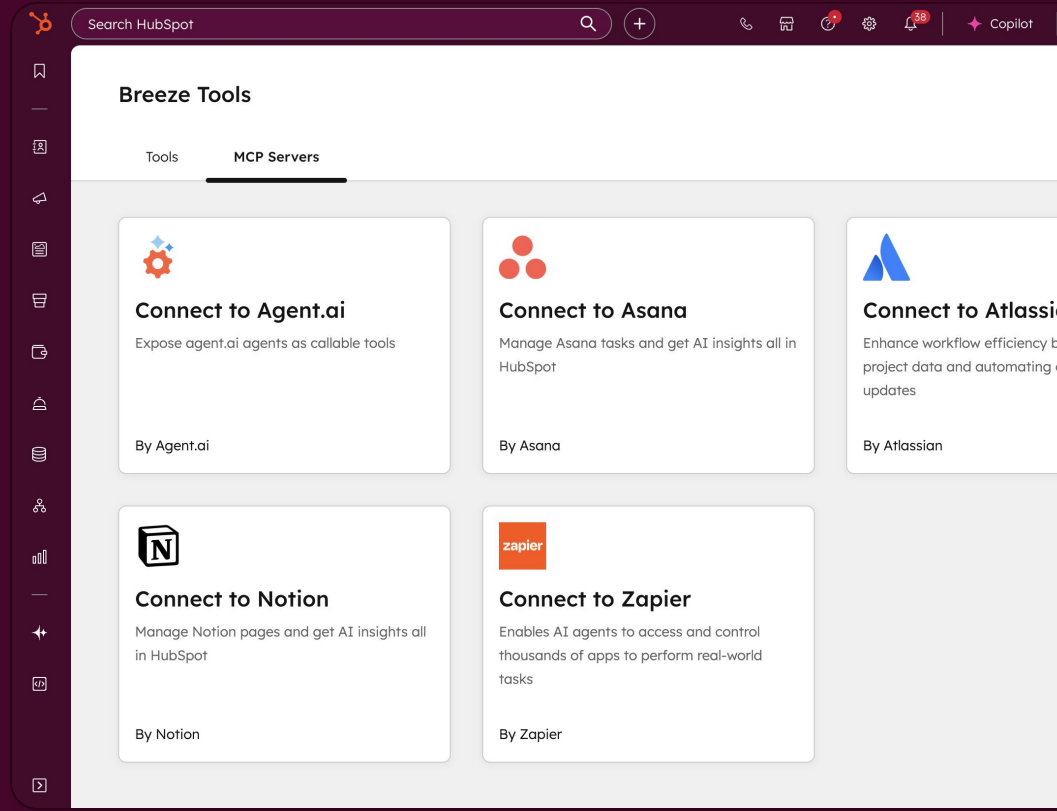 Search HubSpot
38
Copilot
Breeze Tools
Tools
MCP Servers
Connect to Agent.ai
Expose agent.ai agents as callable tools
By Agent.ai
Connect to Asana
Manage Asana tasks and get AI insights all in
HubSpot
By Asana
Connect to Atlassi
Enhance workflow efficiency b
project data and automating
updates
By Atlassian
N
Connect to Notion
Manage Notion pages and get AI insights all
in HubSpot
By Notion
zapier
Connect to Zapier
Enables AI agents to access and control
thousands of apps to perform real-world
tasks
By Zapier